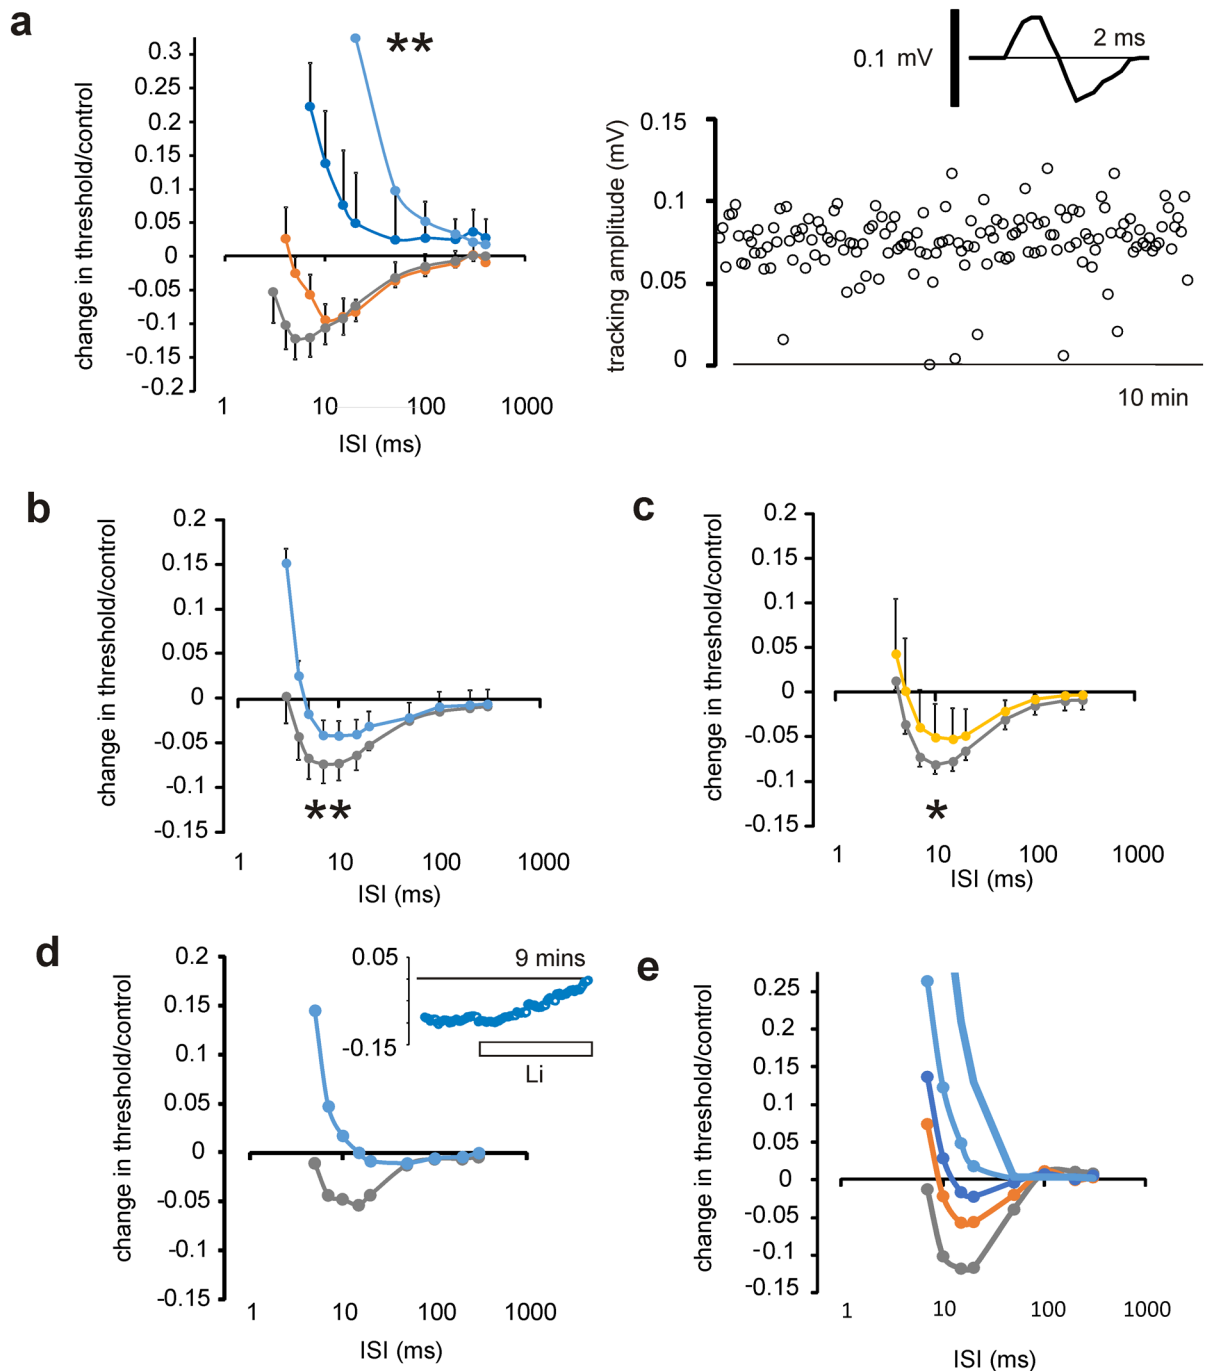 a
**
0.3
0.25
0.2
0.15
0.1
0.05
0
-0.05
-0.1
-0.15
-0.2
change in threshold/control
1 10 100 1000
ISI (ms)
0.1 mV
2 ms
0.15
0.1
0.05
0
tracking amplitude (mV)
10 min
b
0.2
0.15
0.1
0.05
0
-0.05
-0.1
-0.15
change in threshold/control
**
1 10 100 1000
ISI (ms)
c
0.2
0.15
0.1
0.05
0
-0.05
-0.1
-0.15
chenge in threshold/control
*
1 10 100 1000
ISI (ms)
d
0.2
0.15
0.1
0.05
0
-0.05
-0.1
-0.15
change in threshold/control
0.05
9 mins
-0.15
Li
1 10 100 1000
ISI (ms)
e
0.25
0.2
0.15
0.1
0.05
0
-0.05
-0.1
-0.15
change in threshold/control
1 10 100 1000
ISI (ms)